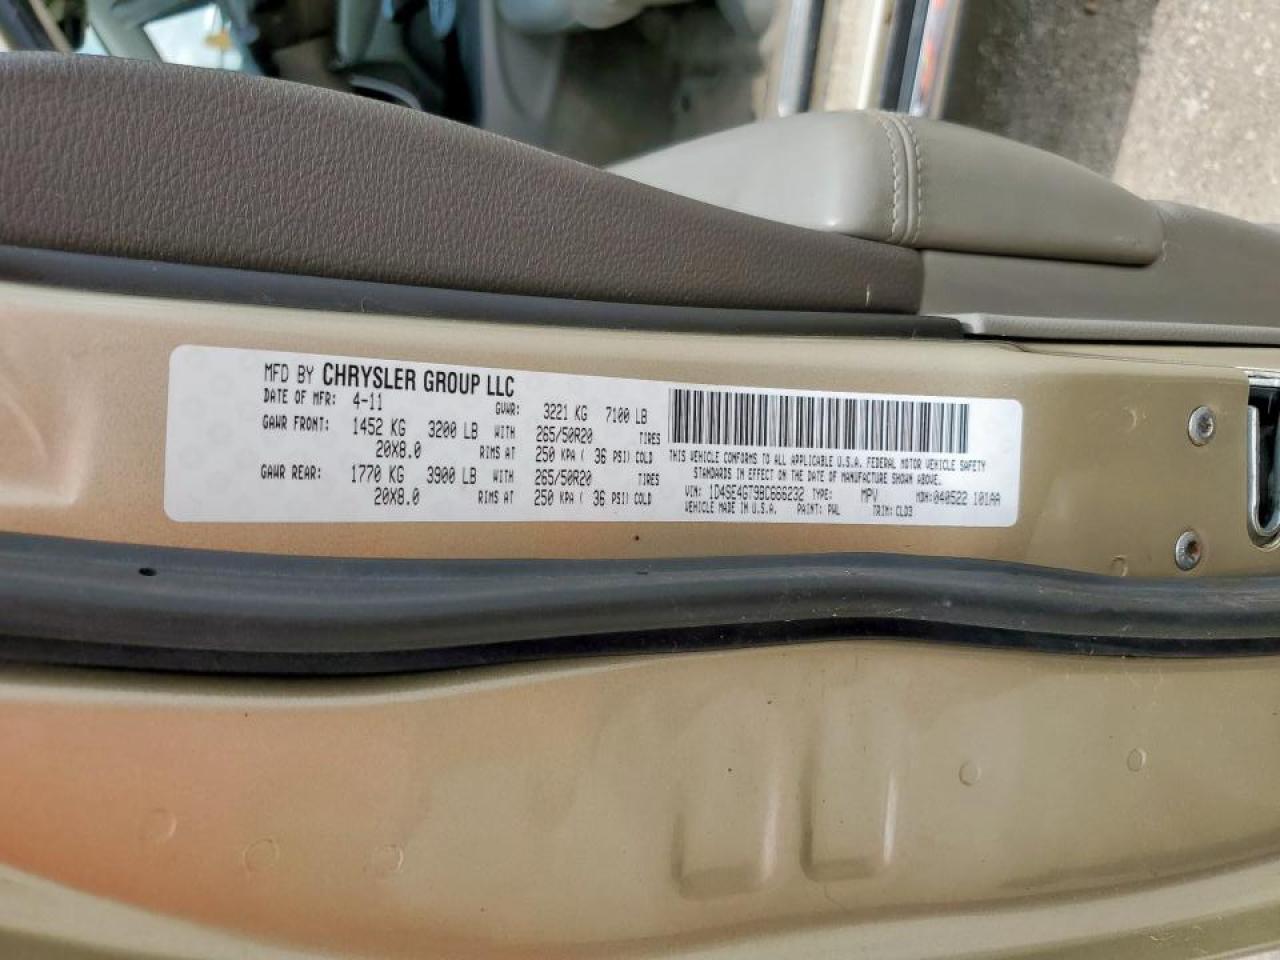 MFD BY CHRYSLER GROUP LLC
DATE OF MFR: 4-11 GVWR: 3221 KG 7100 LB
GAWR FRONT: 1452 KG 3200 LB WITH 265/50R20 TIRES
20X8.0 RIMS AT 250 KPA ( 36 PSI) COLD
GAWR REAR: 1770 KG 3900 LB WITH 265/50R20 TIRES
20X8.0 RIMS AT 250 KPA ( 36 PSI) COLD
THIS VEHICLE CONFORMS TO ALL APPLICABLE U.S.A. FEDERAL MOTOR VEHICLE SAFETY
STANDARDS IN EFFECT ON THE DATE OF MANUFACTURE SHOWN ABOVE.
VIN: 1D4SE4GT9BC666232 TYPE: MPV MDH: 040522 101AA
VEHICLE MADE IN U.S.A. PAINT: PWL TRIM: CLD3